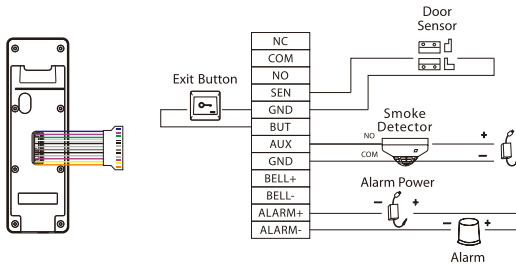 Door
Sensor
NC
COM
NO
SEN
GND
BUT
AUX
GND
BELL+
BELL-
ALARM+
ALARM-
Exit Button
Smoke
Detector
NO
COM
+
−
Alarm Power
− +
− +
Alarm